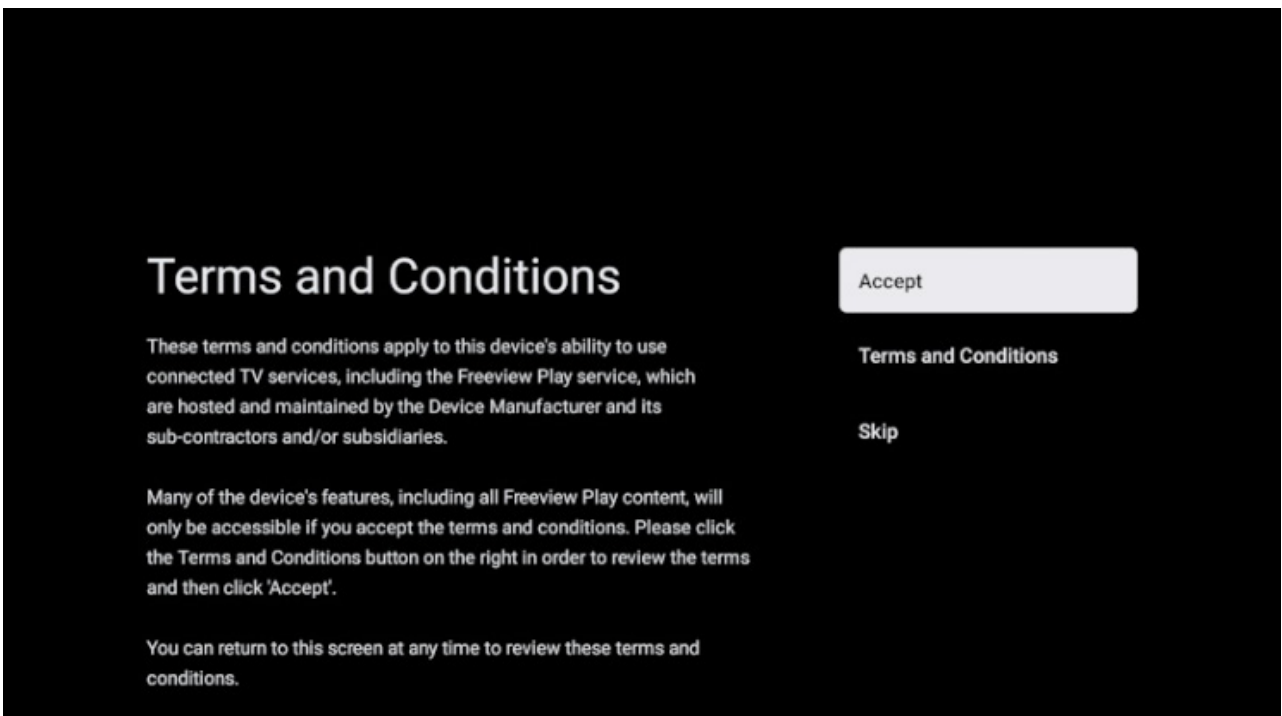 Terms and Conditions
These terms and conditions apply to this device's ability to use
connected TV services, including the Freeview Play service, which
are hosted and maintained by the Device Manufacturer and its
sub-contractors and/or subsidiaries.
Many of the device's features, including all Freeview Play content, will
only be accessible if you accept the terms and conditions. Please click
the Terms and Conditions button on the right in order to review the terms
and then click 'Accept'.
You can return to this screen at any time to review these terms and
conditions.
Accept
Terms and Conditions
Skip